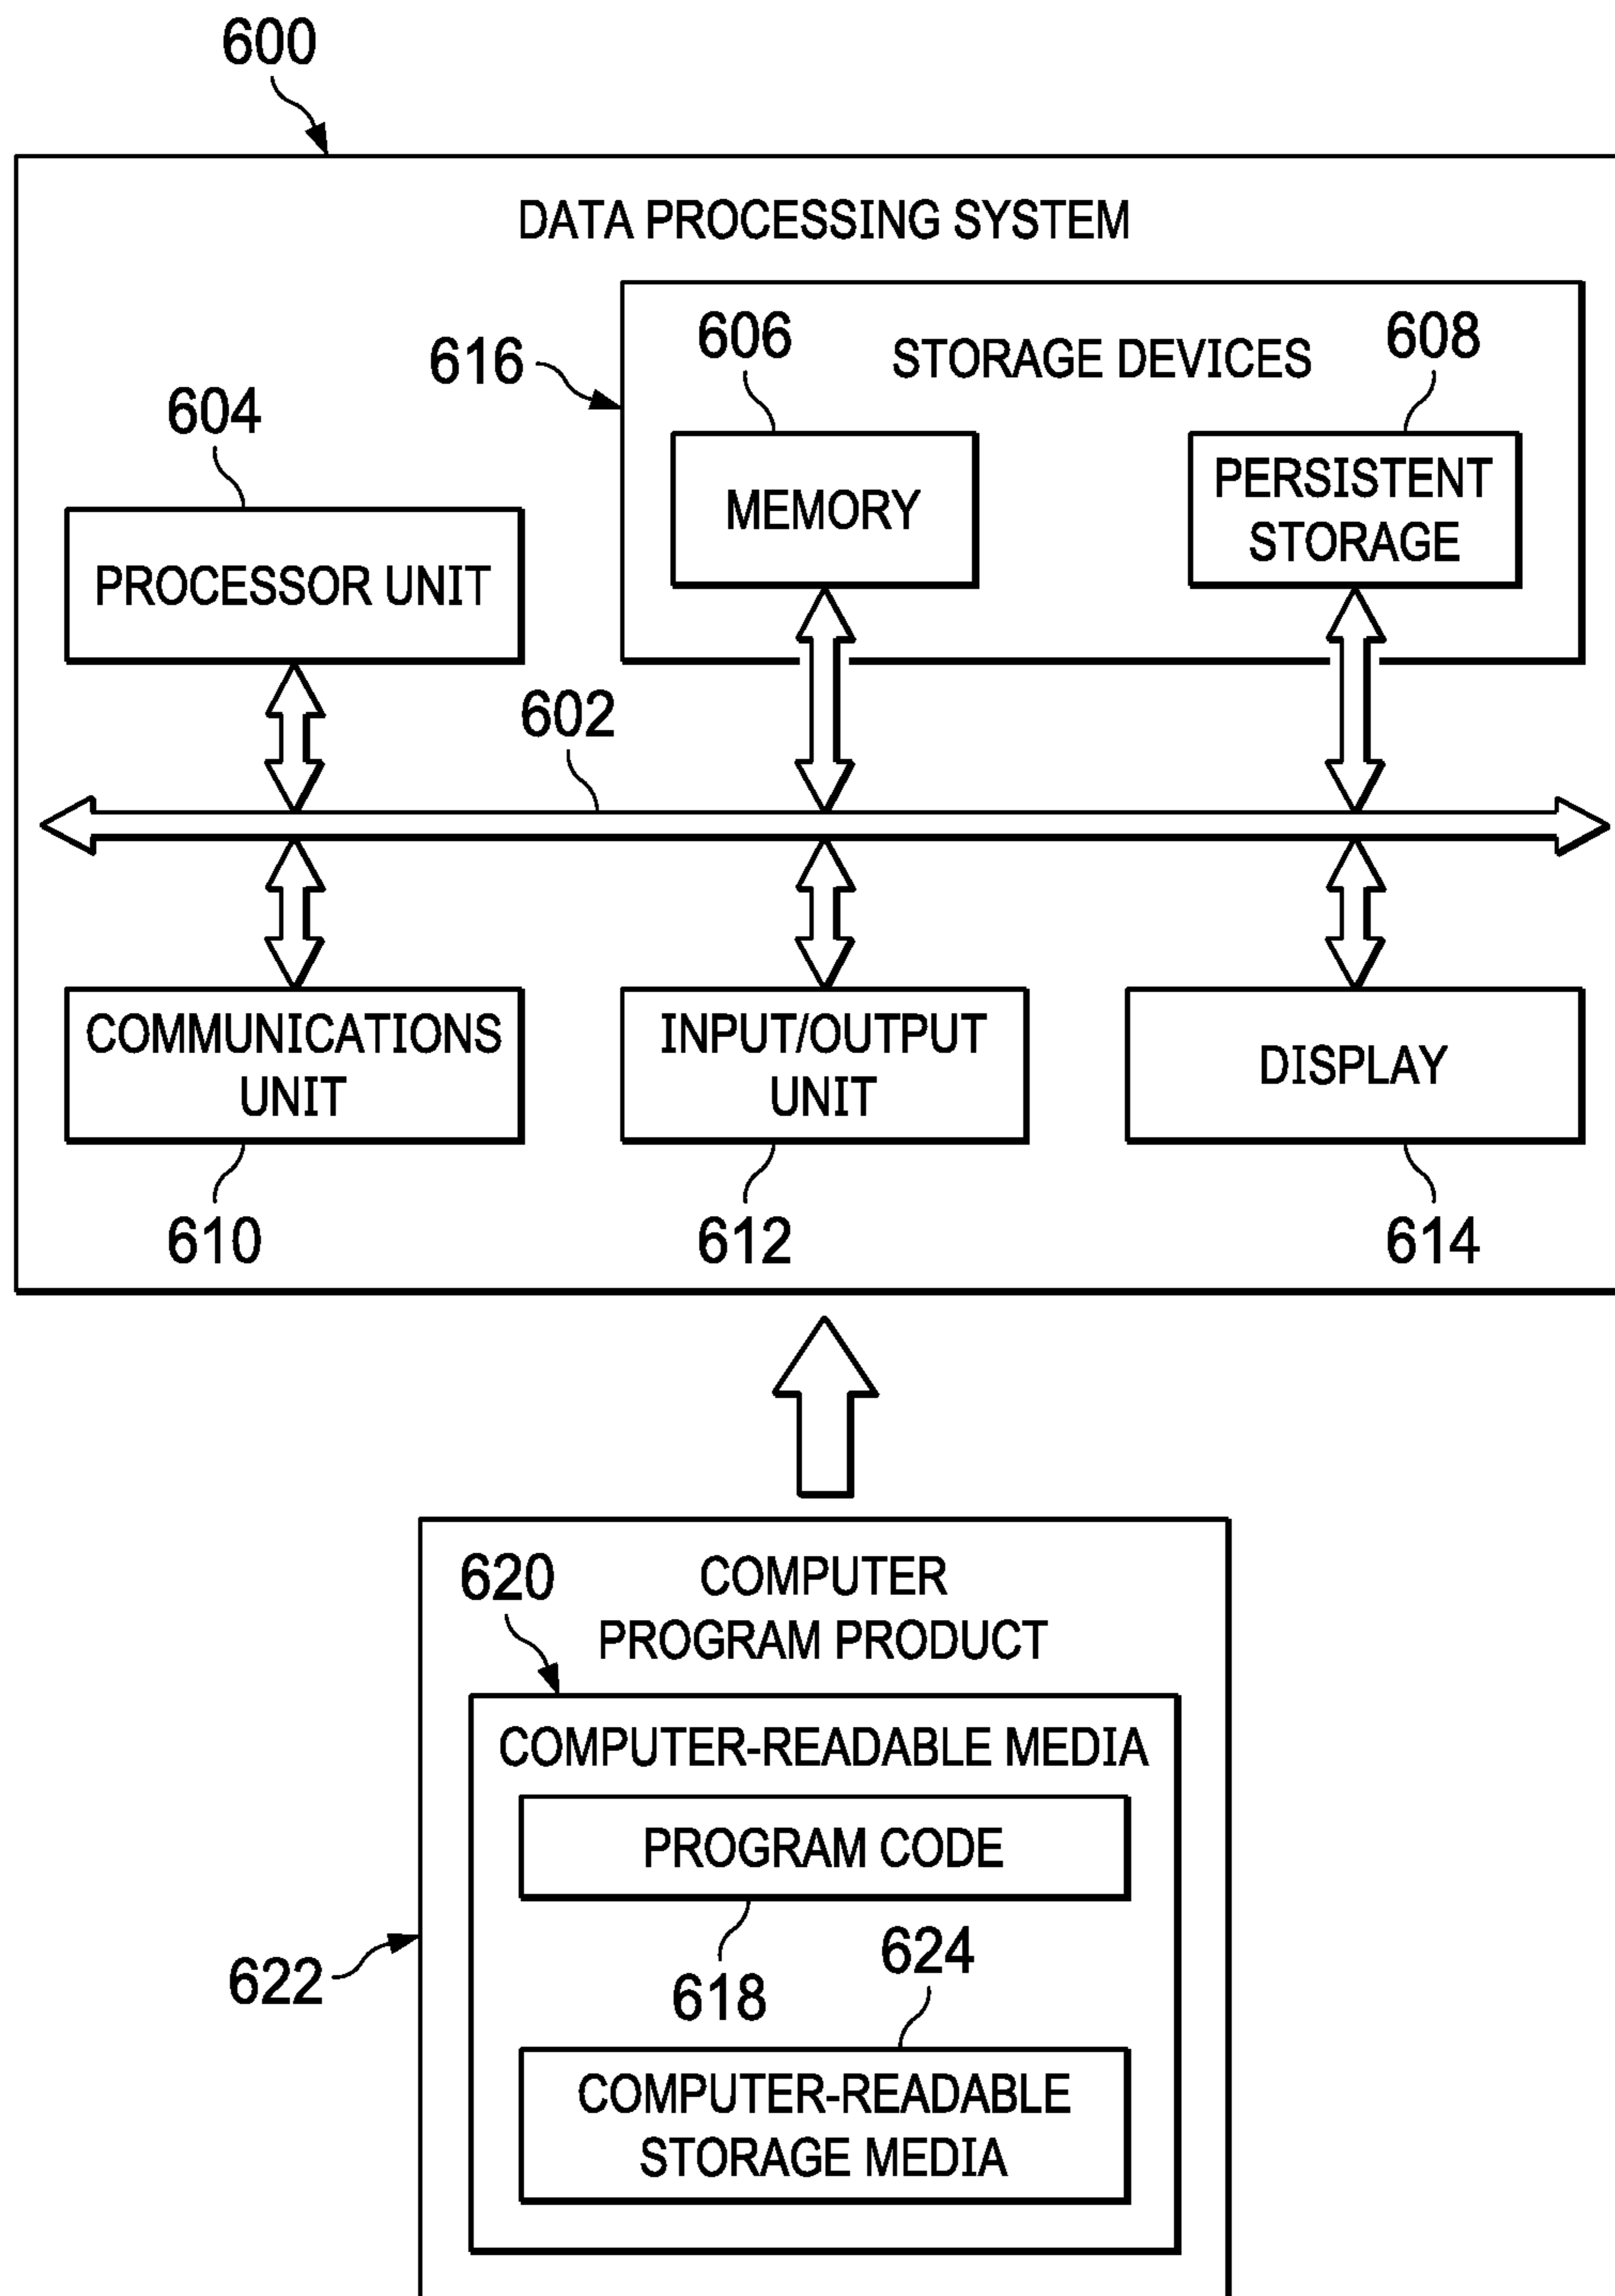 600
DATA PROCESSING SYSTEM
616
606
STORAGE DEVICES
608
604
MEMORY
PERSISTENT
STORAGE
PROCESSOR UNIT
602
COMMUNICATIONS
UNIT
INPUT/OUTPUT
UNIT
DISPLAY
610
612
614
620
COMPUTER
PROGRAM PRODUCT
COMPUTER-READABLE MEDIA
PROGRAM CODE
622
618
624
COMPUTER-READABLE
STORAGE MEDIA